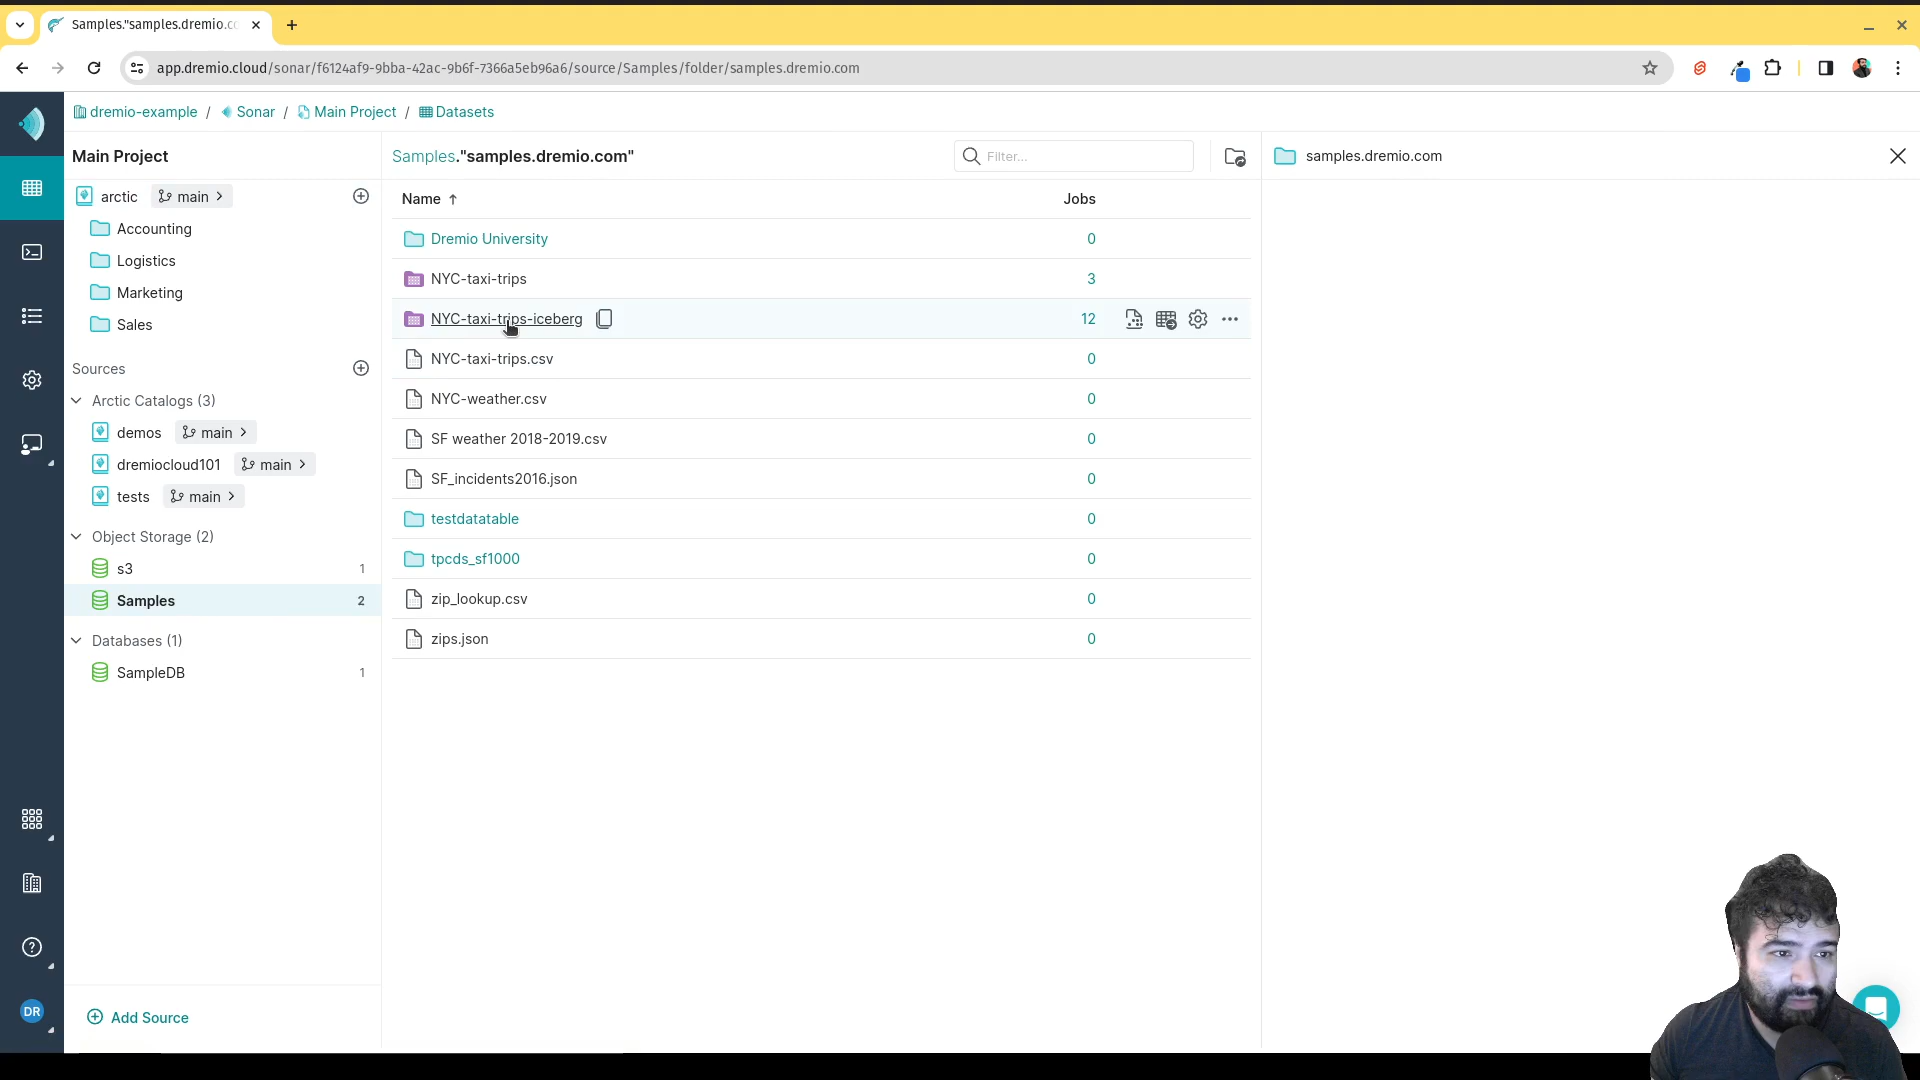 Samples."samples.dremio.co
app.dremio.cloud/sonar/f6124af9-9bba-42ac-9b6f-7366a5eb96a6/source/Samples/folder/samples.dremio.com
dremio-example / Sonar / Main Project / Datasets
Main Project
arctic main
Accounting
Logistics
Marketing
Sales
Sources
Arctic Catalogs (3)
demos main
dremiocloud101 main
tests main
Object Storage (2)
s3 1
Samples 2
Databases (1)
SampleDB 1
Add Source
DR
Samples."samples.dremio.com"
Filter...
Name Jobs
Dremio University 0
NYC-taxi-trips 3
NYC-taxi-trips-iceberg 12
NYC-taxi-trips.csv 0
NYC-weather.csv 0
SF weather 2018-2019.csv 0
SF_incidents2016.json 0
testdatatable 0
tpcds_sf1000 0
zip_lookup.csv 0
zips.json 0
samples.dremio.com